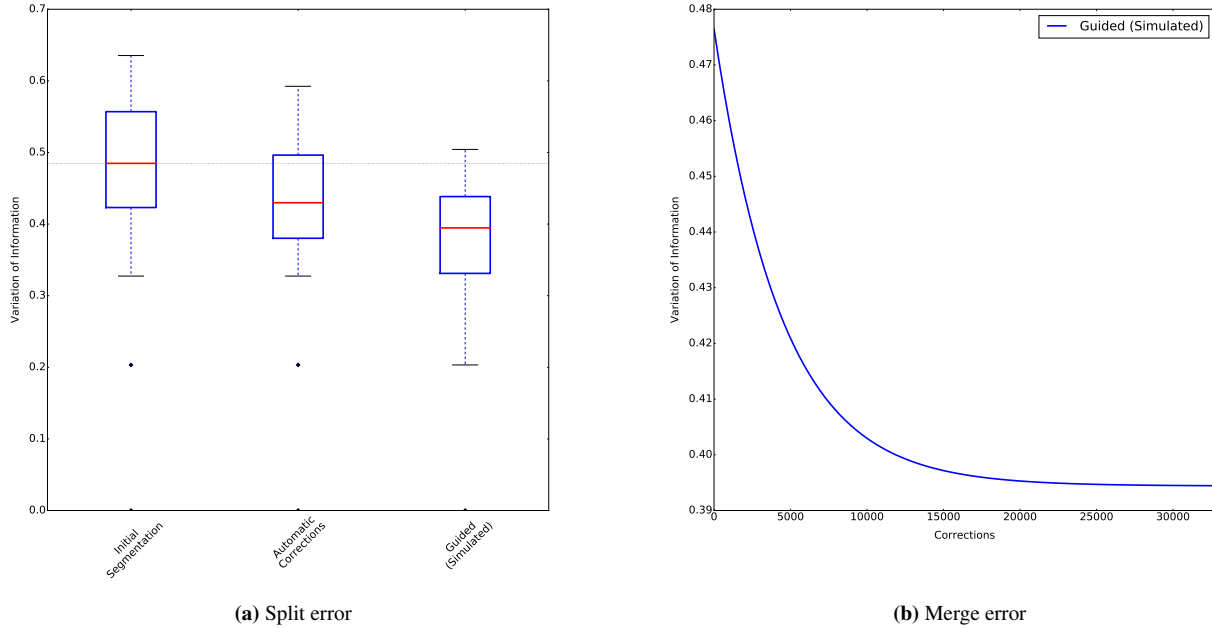 0.7
0.6
0.5
0.4
0.3
0.2
0.1
0.0
Variation of Information
Initial
Segmentation
Automatic
Corrections
Guided
(Simulated)
(a) Split error
0.48
0.47
0.46
0.45
0.44
0.43
0.42
0.41
0.40
0.39
Variation of Information
Guided (Simulated)
0 5000 10000 15000 20000 25000 30000
Corrections
(b) Merge error